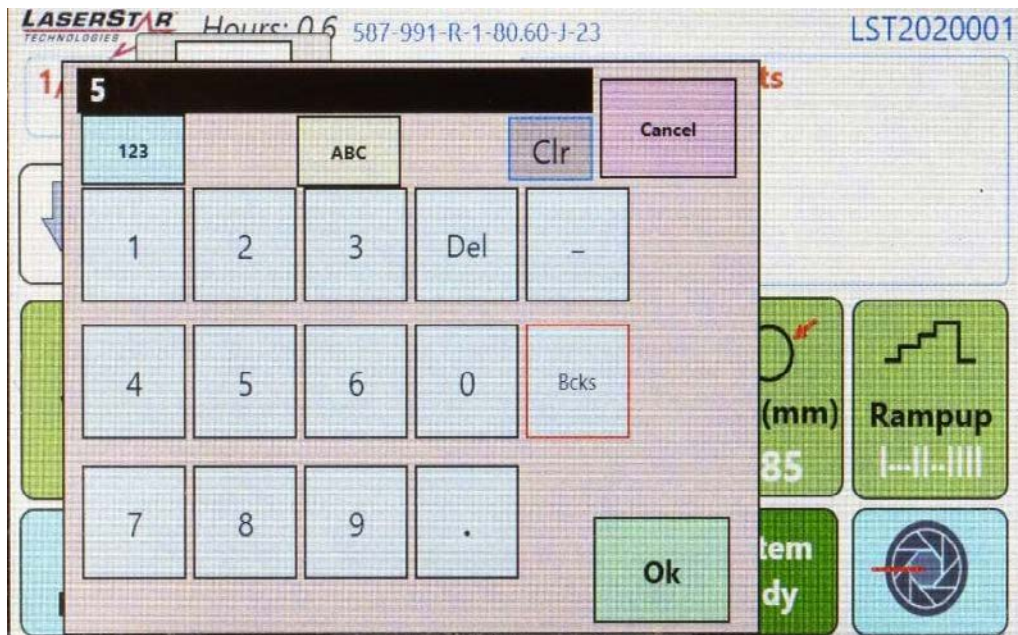 LASERSTAR
TECHNOLOGIES
Hours: 0.6 587-991-R-1-80.60-J-23 LST2020001
1/ ts
5
Cancel
123 ABC Clr
1 2 3 Del –
4 5 6 0 Bcks
(mm) Rampup
85
7 8 9 .
Ok
tem
dy